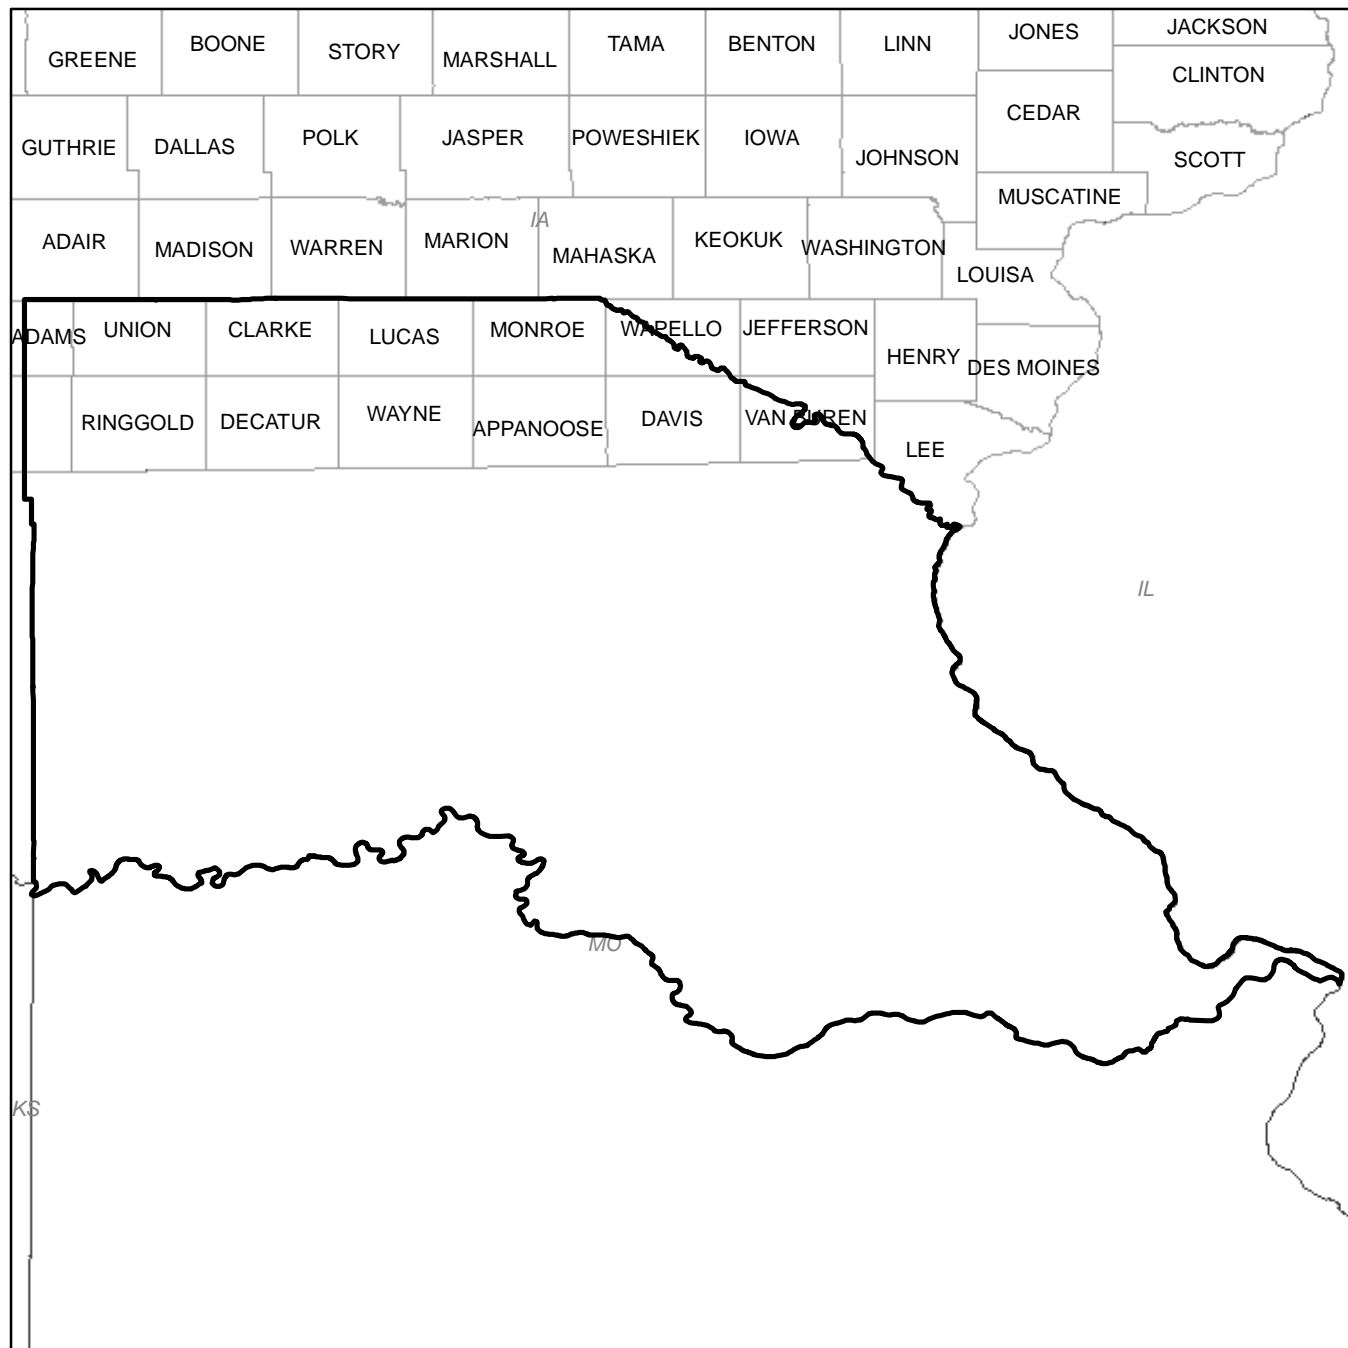 GREENE
BOONE
STORY
MARSHALL
TAMA
BENTON
LINN
JONES
JACKSON
CLINTON
GUTHRIE
DALLAS
POLK
JASPER
POWESHIEK
IOWA
JOHNSON
CEDAR
SCOTT
MUSCATINE
ADAIR
MADISON
WARREN
MARION
IA
MAHASKA
KEOKUK
WASHINGTON
LOUISA
ADAMS
UNION
CLARKE
LUCAS
MONROE
WAPELLO
JEFFERSON
HENRY
DES MOINES
RINGGOLD
DECATUR
WAYNE
APPANOOSE
DAVIS
VAN BUREN
LEE
IL
MO
KS